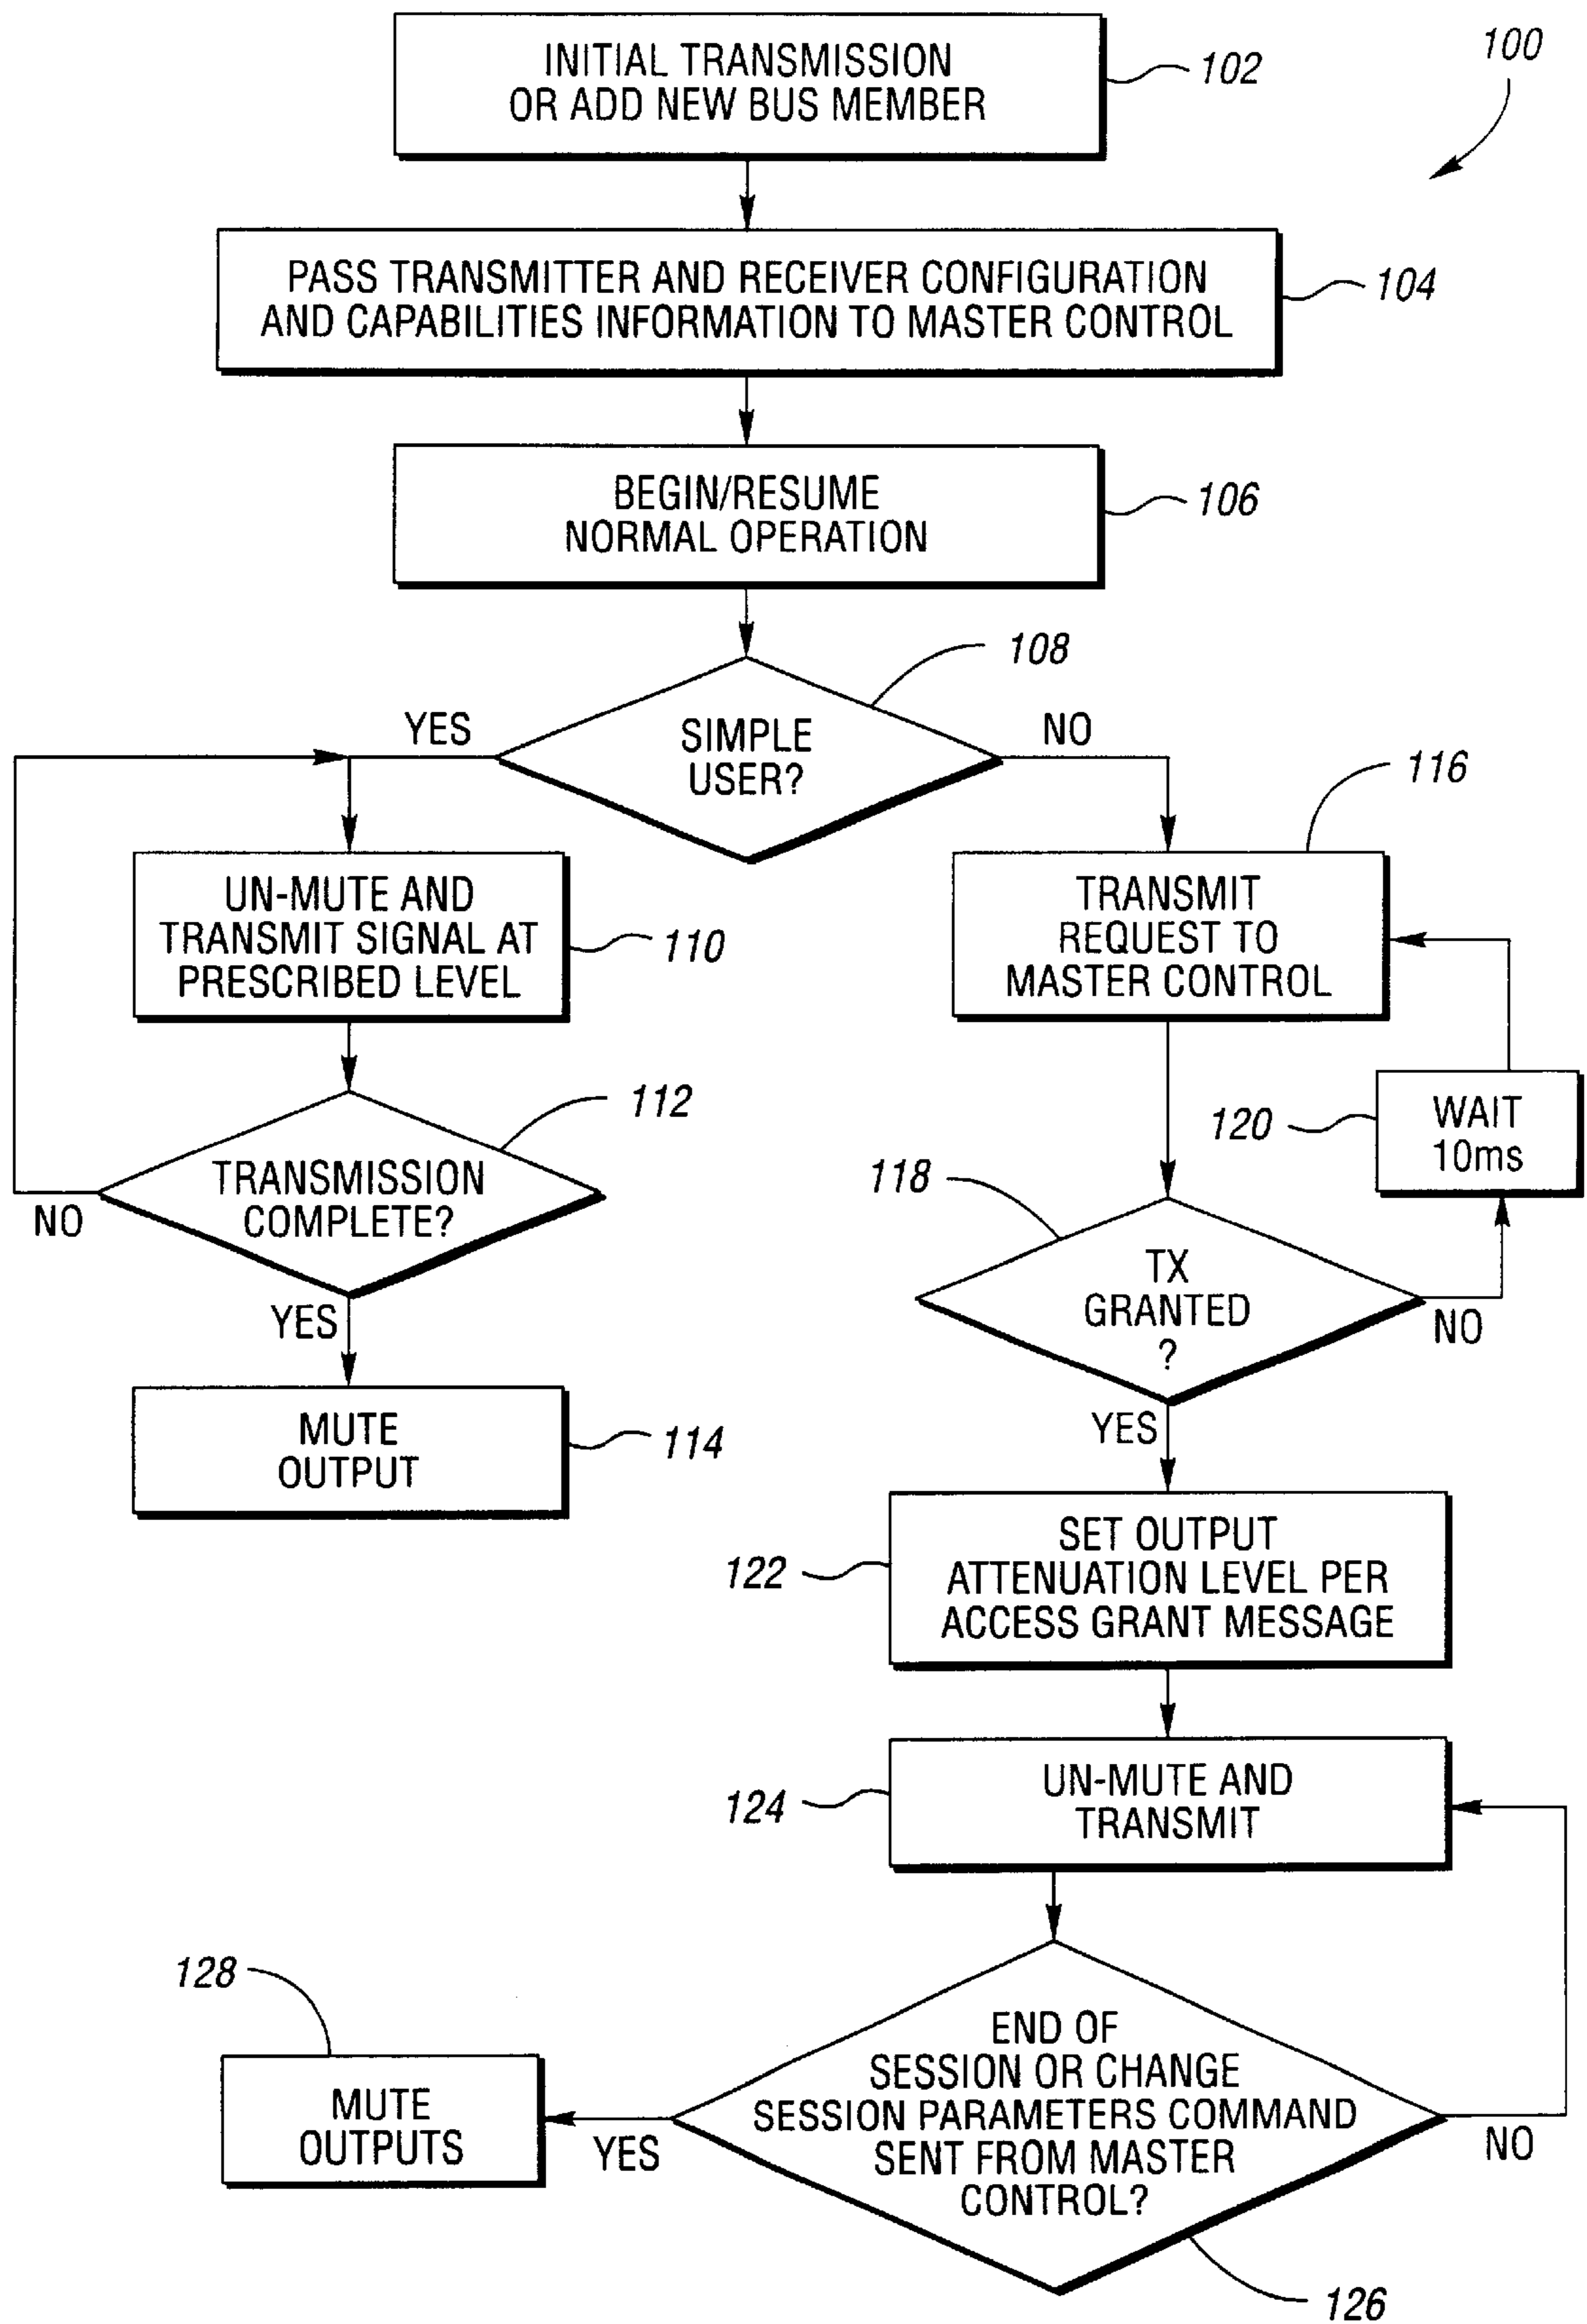 INITIAL TRANSMISSION
OR ADD NEW BUS MEMBER
102
100
PASS TRANSMITTER AND RECEIVER CONFIGURATION
AND CAPABILITIES INFORMATION TO MASTER CONTROL
104
BEGIN/RESUME
NORMAL OPERATION
106
108
SIMPLE
USER?
YES
NO
116
UN-MUTE AND
TRANSMIT SIGNAL AT
PRESCRIBED LEVEL
110
TRANSMIT
REQUEST TO
MASTER CONTROL
112
TRANSMISSION
COMPLETE?
NO
YES
120
WAIT
10ms
118
TX
GRANTED
?
NO
YES
MUTE
OUTPUT
114
122
SET OUTPUT
ATTENUATION LEVEL PER
ACCESS GRANT MESSAGE
124
UN-MUTE AND
TRANSMIT
128
MUTE
OUTPUTS
YES
END OF
SESSION OR CHANGE
SESSION PARAMETERS COMMAND
SENT FROM MASTER
CONTROL?
NO
126